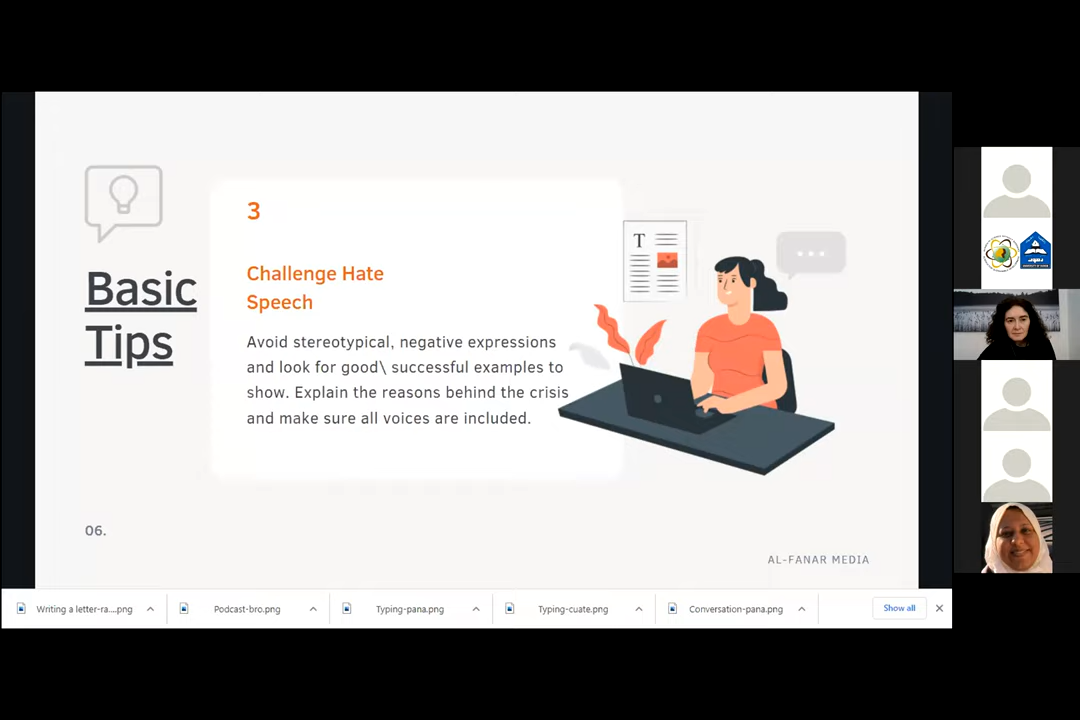 3
Challenge Hate
Speech
Basic
Tips
Avoid stereotypical, negative expressions
and look for good\ successful examples to
show. Explain the reasons behind the crisis
and make sure all voices are included.
T
06.
AL-FANAR MEDIA
Writing a letter-ra....png
Podcast-bro.png
Typing-pana.png
Typing-cuate.png
Conversation-pana.png
Show all